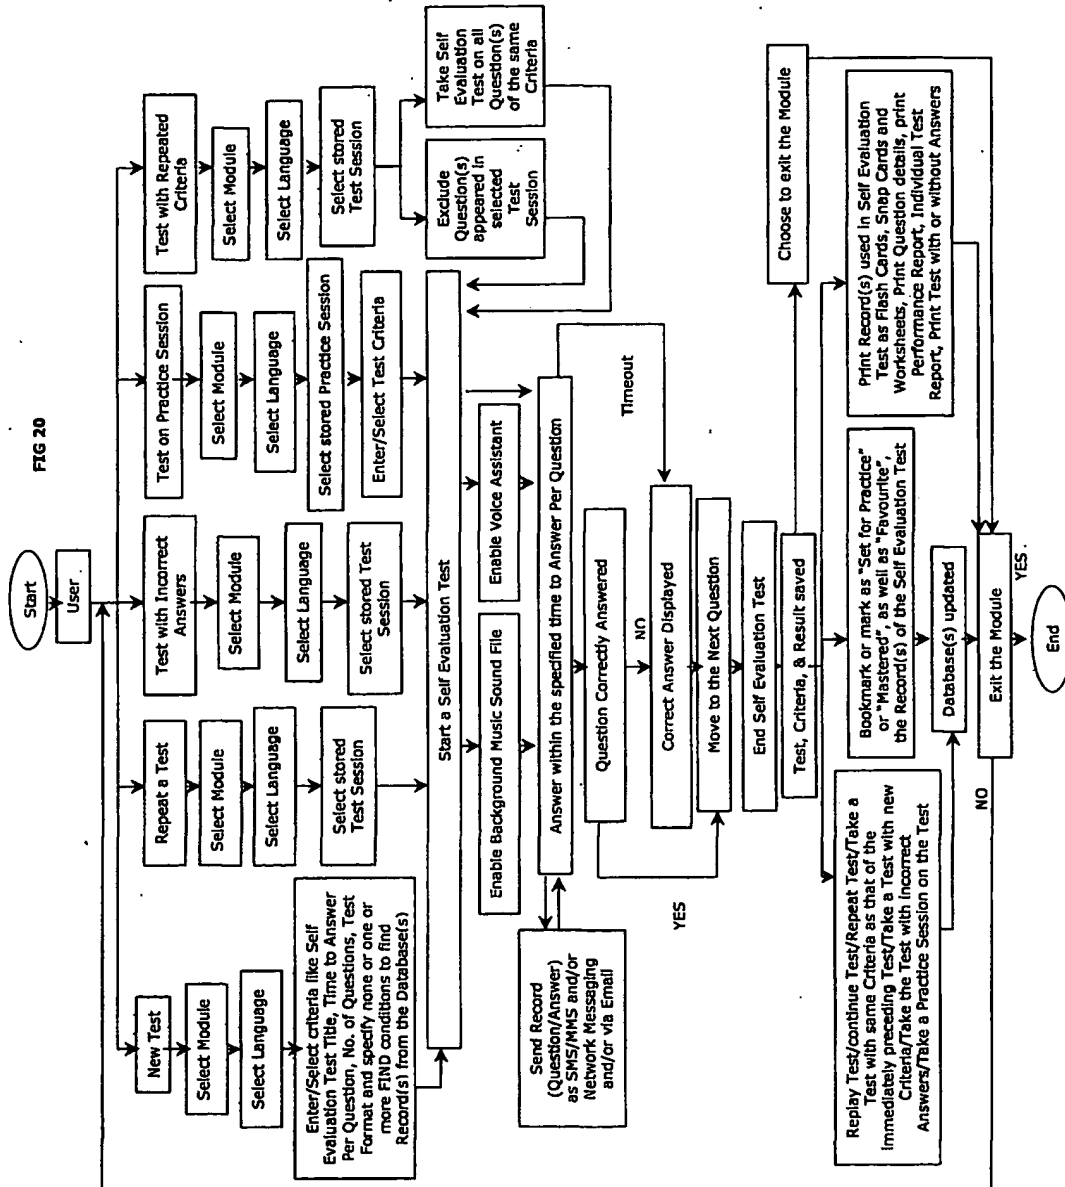 FIG 20
Start
User
New Test
Select Module
Select Language
Enter/Select criteria like Self
Evaluation Test Title, Time to Answer
Per Question, No. of Questions, Test
Format and specify none or one or
more FIND conditions to find
Record(s) from the Database(s)
Repeat a Test
Select Module
Select Language
Select stored
Test Session
Test with Incorrect
Answers
Select Module
Select Language
Select stored Test
Session
Test on Practice Session
Select Module
Select Language
Select stored Practice Session
Enter/Select Test Criteria
Test with Repeated
Criteria
Select Module
Select Language
Select stored
Test Session
Exclude
Question(s)
appeared in
selected
Test
Session
Take Self
Evaluation
Test on all
Question(s)
of the same
Criteria
Start a Self Evaluation Test
Enable Background Music Sound File
Enable Voice Assistant
Answer within the specified time to Answer Per Question
Send Record
(Question/Answer)
as SMS/MMS and/or
Network Messaging
and/or via Email
Question Correctly Answered
Timeout
NO
YES
Correct Answer Displayed
Move to the Next Question
End Self Evaluation Test
Test, Criteria, & Result saved
Choose to exit the Module
Replay Test/continue Test/Repeat Test/Take a
Test with same Criteria as that of the
immediately preceding Test/Take a Test with new
Criteria/Take the Test with Incorrect
Answers/Take a Practice Session on the Test
Bookmark or mark as "Set for Practice"
or "Mastered", as well as "Favourite",
the Record(s) of the Self Evaluation Test
Print Record(s) used in Self Evaluation
Test as Flash Cards, Snap Cards and
Worksheets, Print Question details, print
Performance Report, Individual Test
Report, Print Test with or without Answers
Database(s) updated
Exit the Module
NO
YES
End